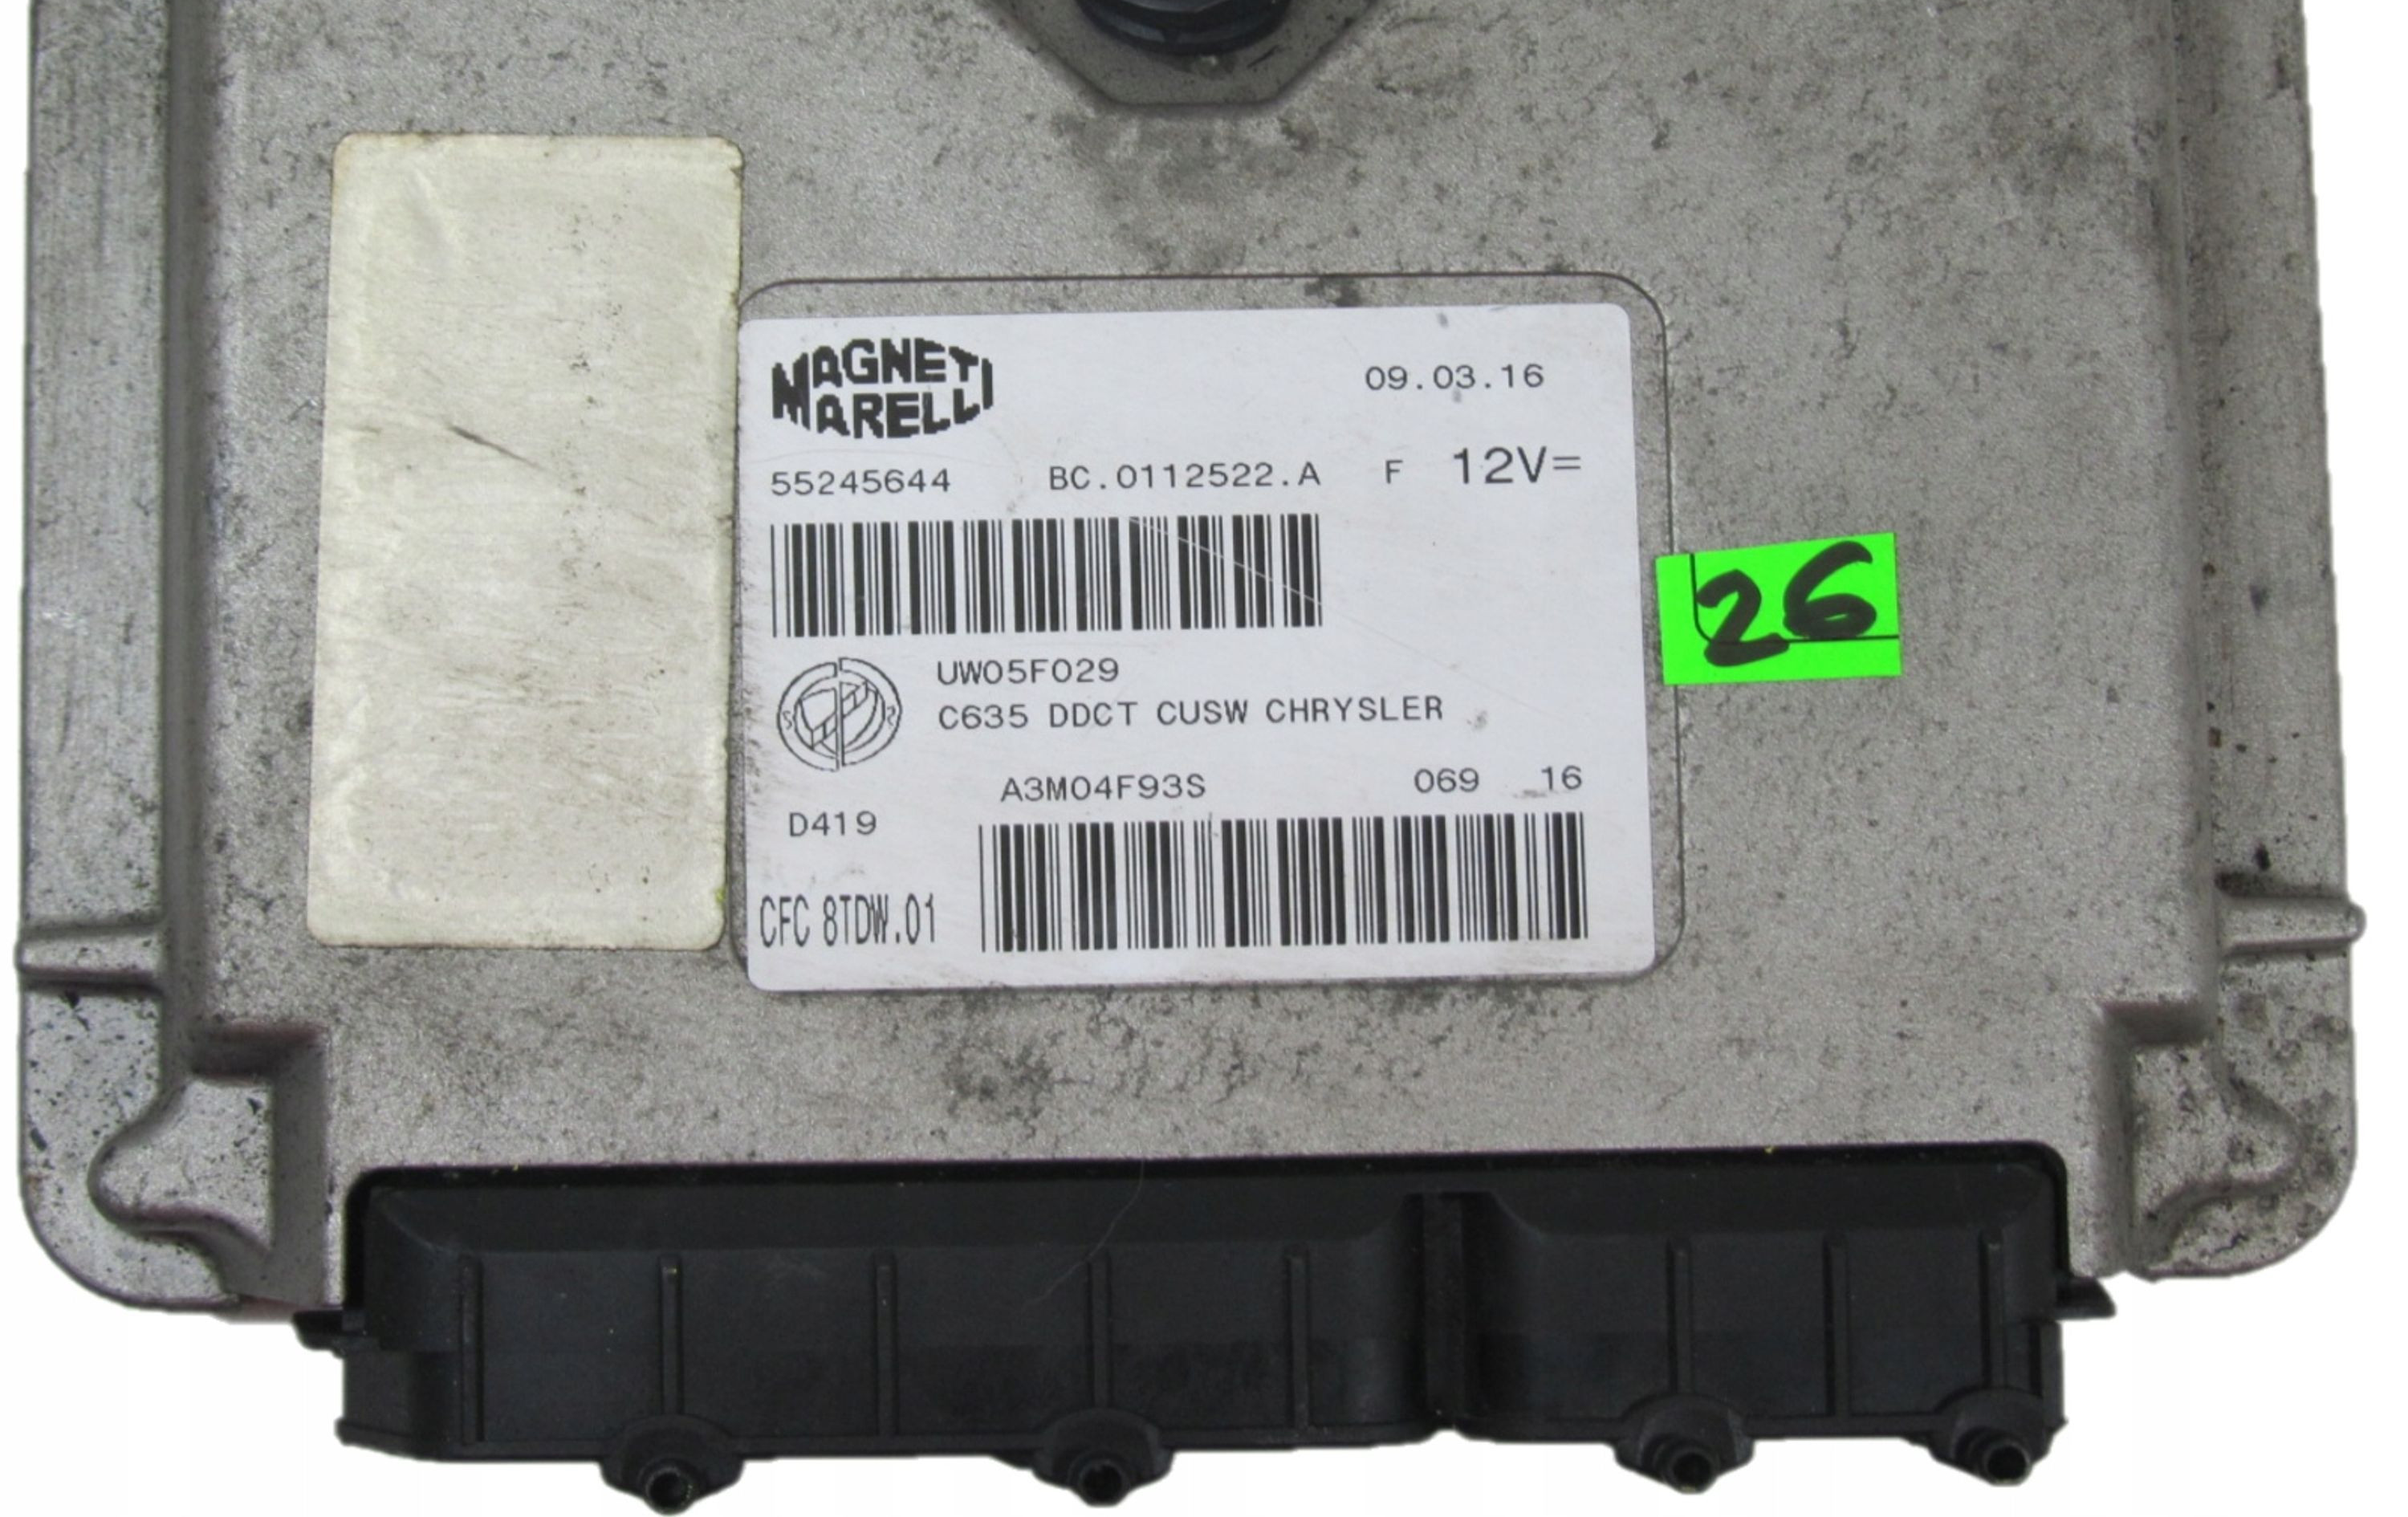 MAGNETI
MARELLI
09.03.16
55245644 BC.0112522.A F 12V=
26
UW05F029
C635 DDCT CUSW CHRYSLER
A3M04F93S 069 16
D419
CFC 8TDW.01